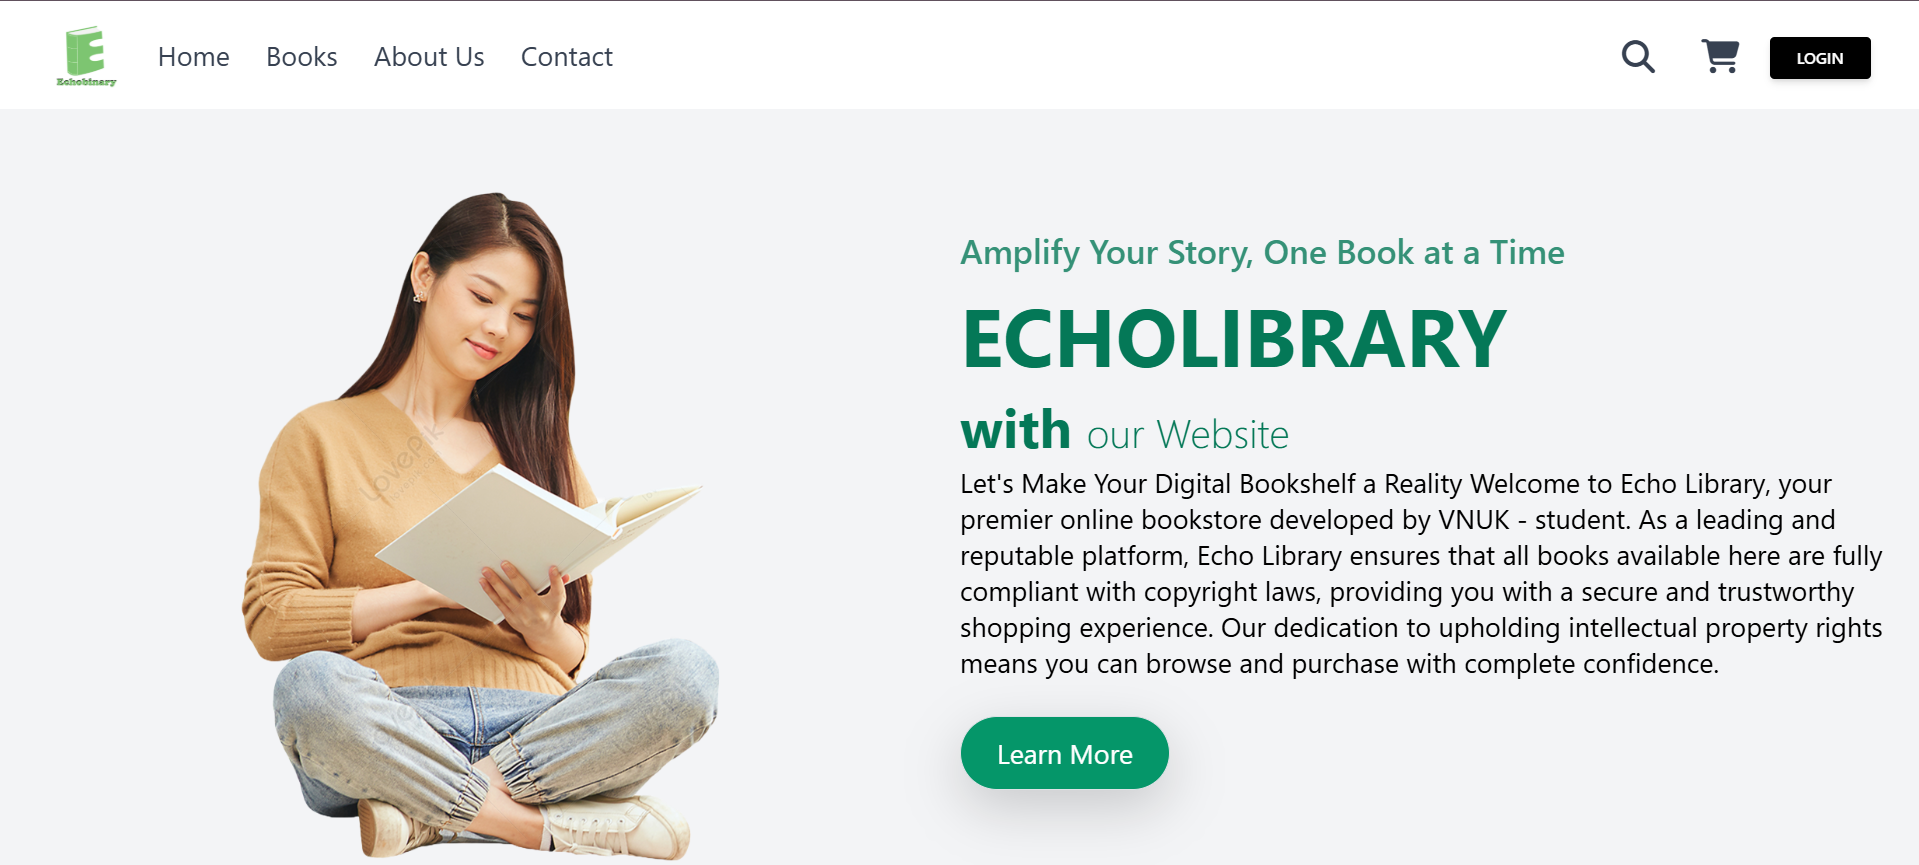 Echobinary
Home
Books
About Us
Contact
LOGIN
Amplify Your Story, One Book at a Time
ECHOLIBRARY
with our Website
Let's Make Your Digital Bookshelf a Reality Welcome to Echo Library, your
premier online bookstore developed by VNUK - student. As a leading and
reputable platform, Echo Library ensures that all books available here are fully
compliant with copyright laws, providing you with a secure and trustworthy
shopping experience. Our dedication to upholding intellectual property rights
means you can browse and purchase with complete confidence.
Learn More
lovepik